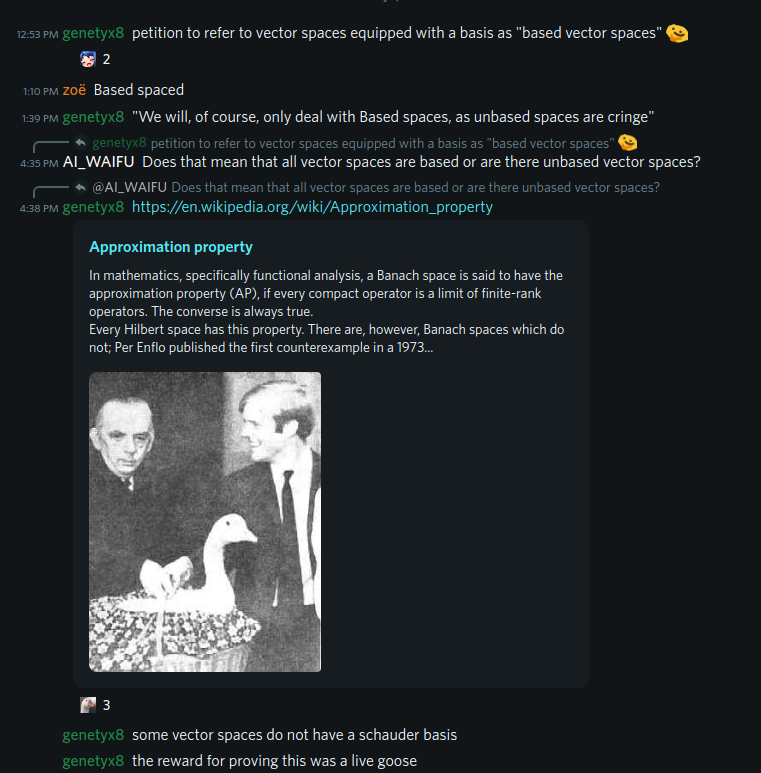 12:53 PM genetyx8 petition to refer to vector spaces equipped with a basis as "based vector spaces"
2
1:10 PM zoë Based spaced
1:39 PM genetyx8 "We will, of course, only deal with Based spaces, as unbased spaces are cringe"
genetyx8 petition to refer to vector spaces equipped with a basis as "based vector spaces"
4:35 PM AI_WAIFU Does that mean that all vector spaces are based or are there unbased vector spaces?
@AI_WAIFU Does that mean that all vector spaces are based or are there unbased vector spaces?
4:38 PM genetyx8 https://en.wikipedia.org/wiki/Approximation_property
Approximation property
In mathematics, specifically functional analysis, a Banach space is said to have the
approximation property (AP), if every compact operator is a limit of finite-rank
operators. The converse is always true.
Every Hilbert space has this property. There are, however, Banach spaces which do
not; Per Enflo published the first counterexample in a 1973...
3
genetyx8 some vector spaces do not have a schauder basis
genetyx8 the reward for proving this was a live goose